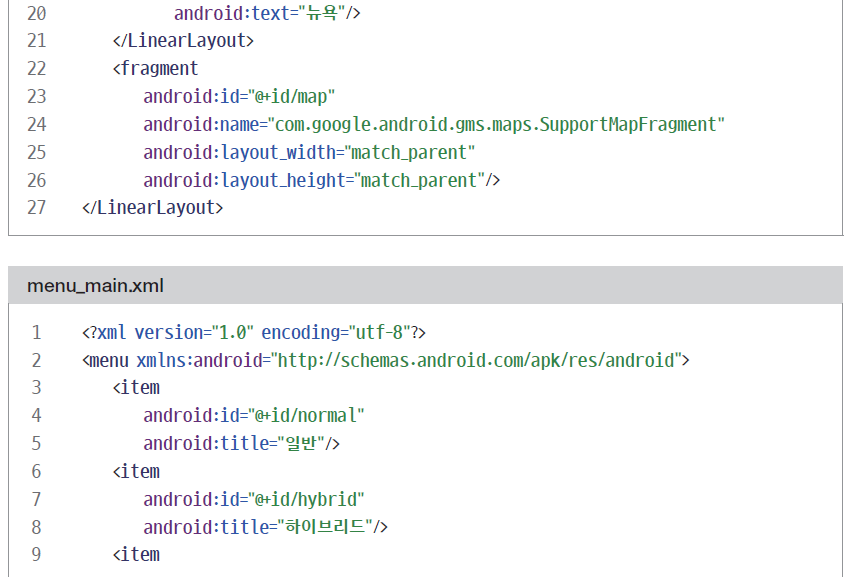 20 android:text="뉴욕"/>
21 </LinearLayout>
22 <fragment
23 android:id="@+id/map"
24 android:name="com.google.android.gms.maps.SupportMapFragment"
25 android:layout_width="match_parent"
26 android:layout_height="match_parent"/>
27 </LinearLayout>
menu_main.xml
1 <?xml version="1.0" encoding="utf-8"?>
2 <menu xmlns:android="http://schemas.android.com/apk/res/android">
3 <item
4 android:id="@+id/normal"
5 android:title="일반"/>
6 <item
7 android:id="@+id/hybrid"
8 android:title="하이브리드"/>
9 <item